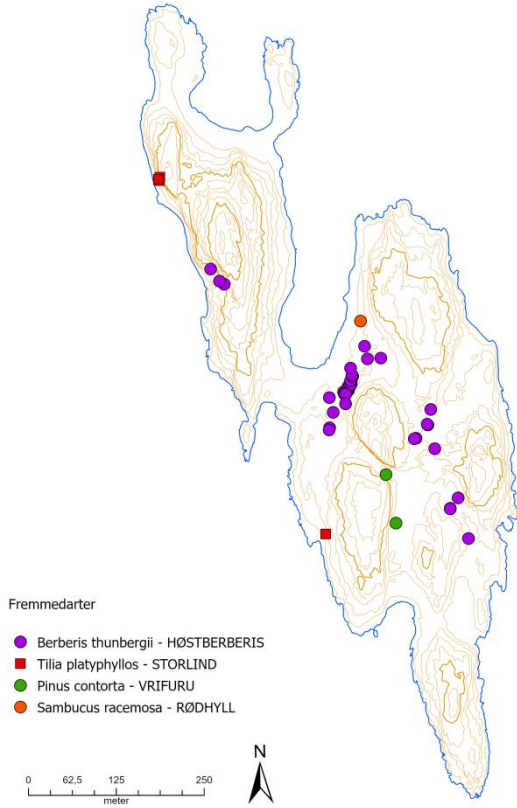 Fremmedarter
Berberis thunbergii - HØSTBERBERIS
Tilia platyphyllos - STORLIND
Pinus contorta - VRIFURU
Sambucus racemosa - RØDHYLL
0 62,5 125 250
meter
N